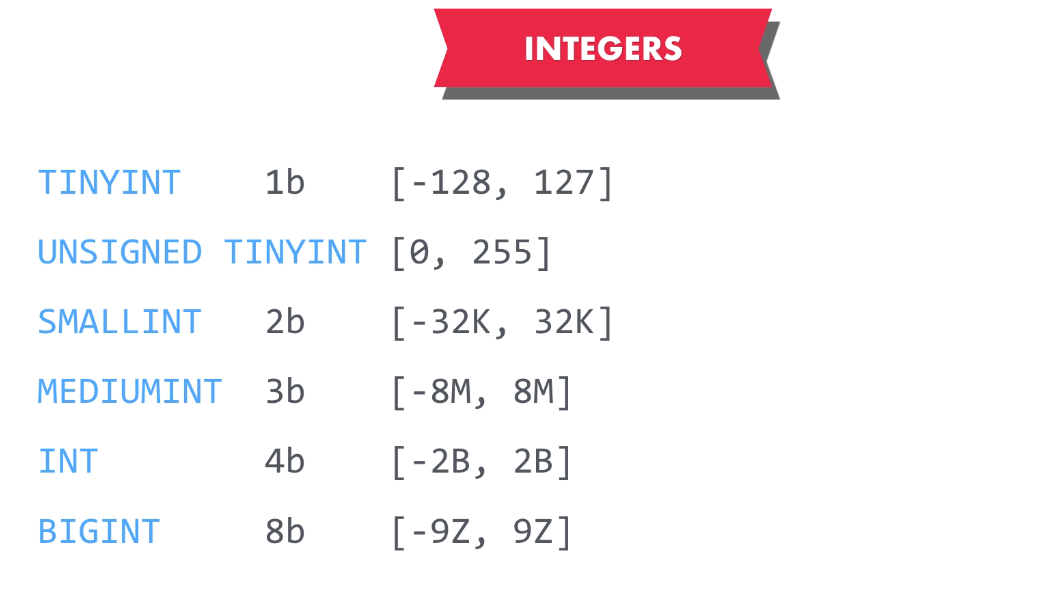 INTEGERS
TINYINT 1b [-128, 127]
UNSIGNED TINYINT [0, 255]
SMALLINT 2b [-32K, 32K]
MEDIUMINT 3b [-8M, 8M]
INT 4b [-2B, 2B]
BIGINT 8b [-9Z, 9Z]